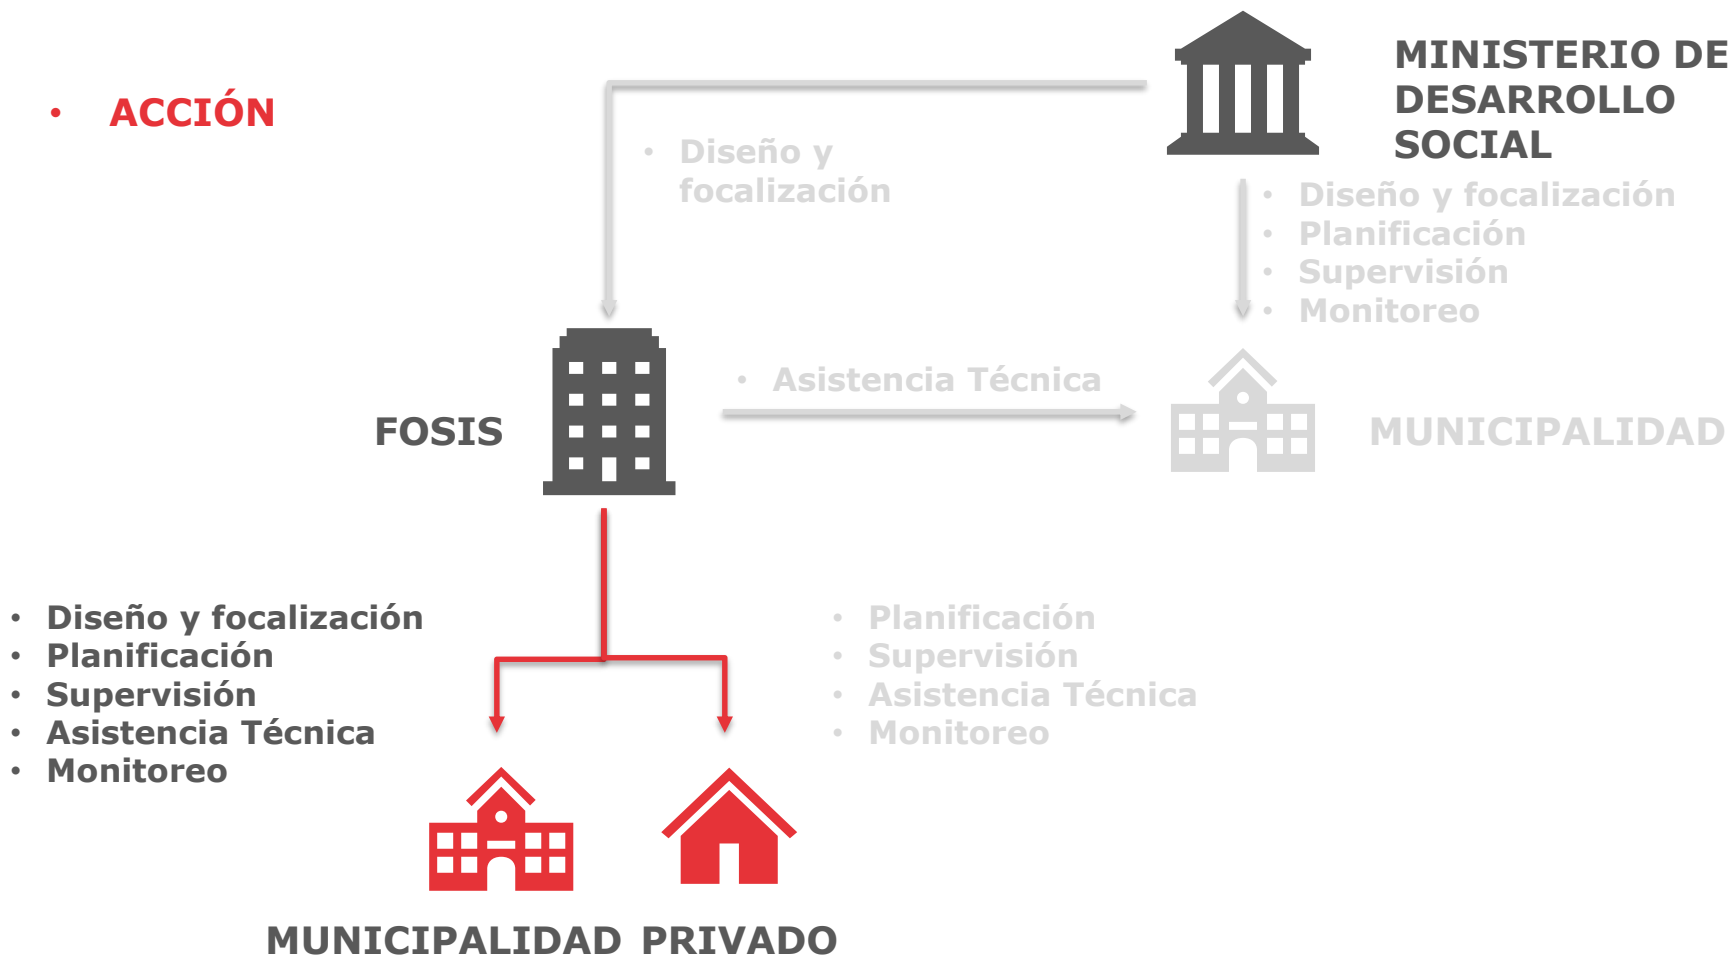 • ACCIÓN
MINISTERIO DE
DESARROLLO
SOCIAL
• Diseño y
focalización
• Diseño y focalización
• Planificación
• Supervisión
• Monitoreo
• Asistencia Técnica
FOSIS
MUNICIPALIDAD
• Diseño y focalización
• Planificación
• Supervisión
• Asistencia Técnica
• Monitoreo
• Planificación
• Supervisión
• Asistencia Técnica
• Monitoreo
MUNICIPALIDAD
PRIVADO